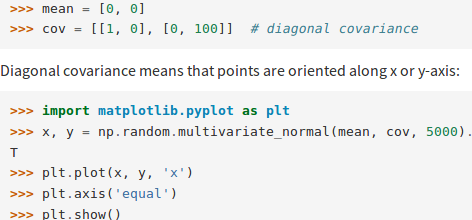 >>> mean = [0, 0]
>>> cov = [[1, 0], [0, 100]]  # diagonal covariance
Diagonal covariance means that points are oriented along x or y-axis:
>>> import matplotlib.pyplot as plt
>>> x, y = np.random.multivariate_normal(mean, cov, 5000).
T
>>> plt.plot(x, y, 'x')
>>> plt.axis('equal')
>>> plt.show()